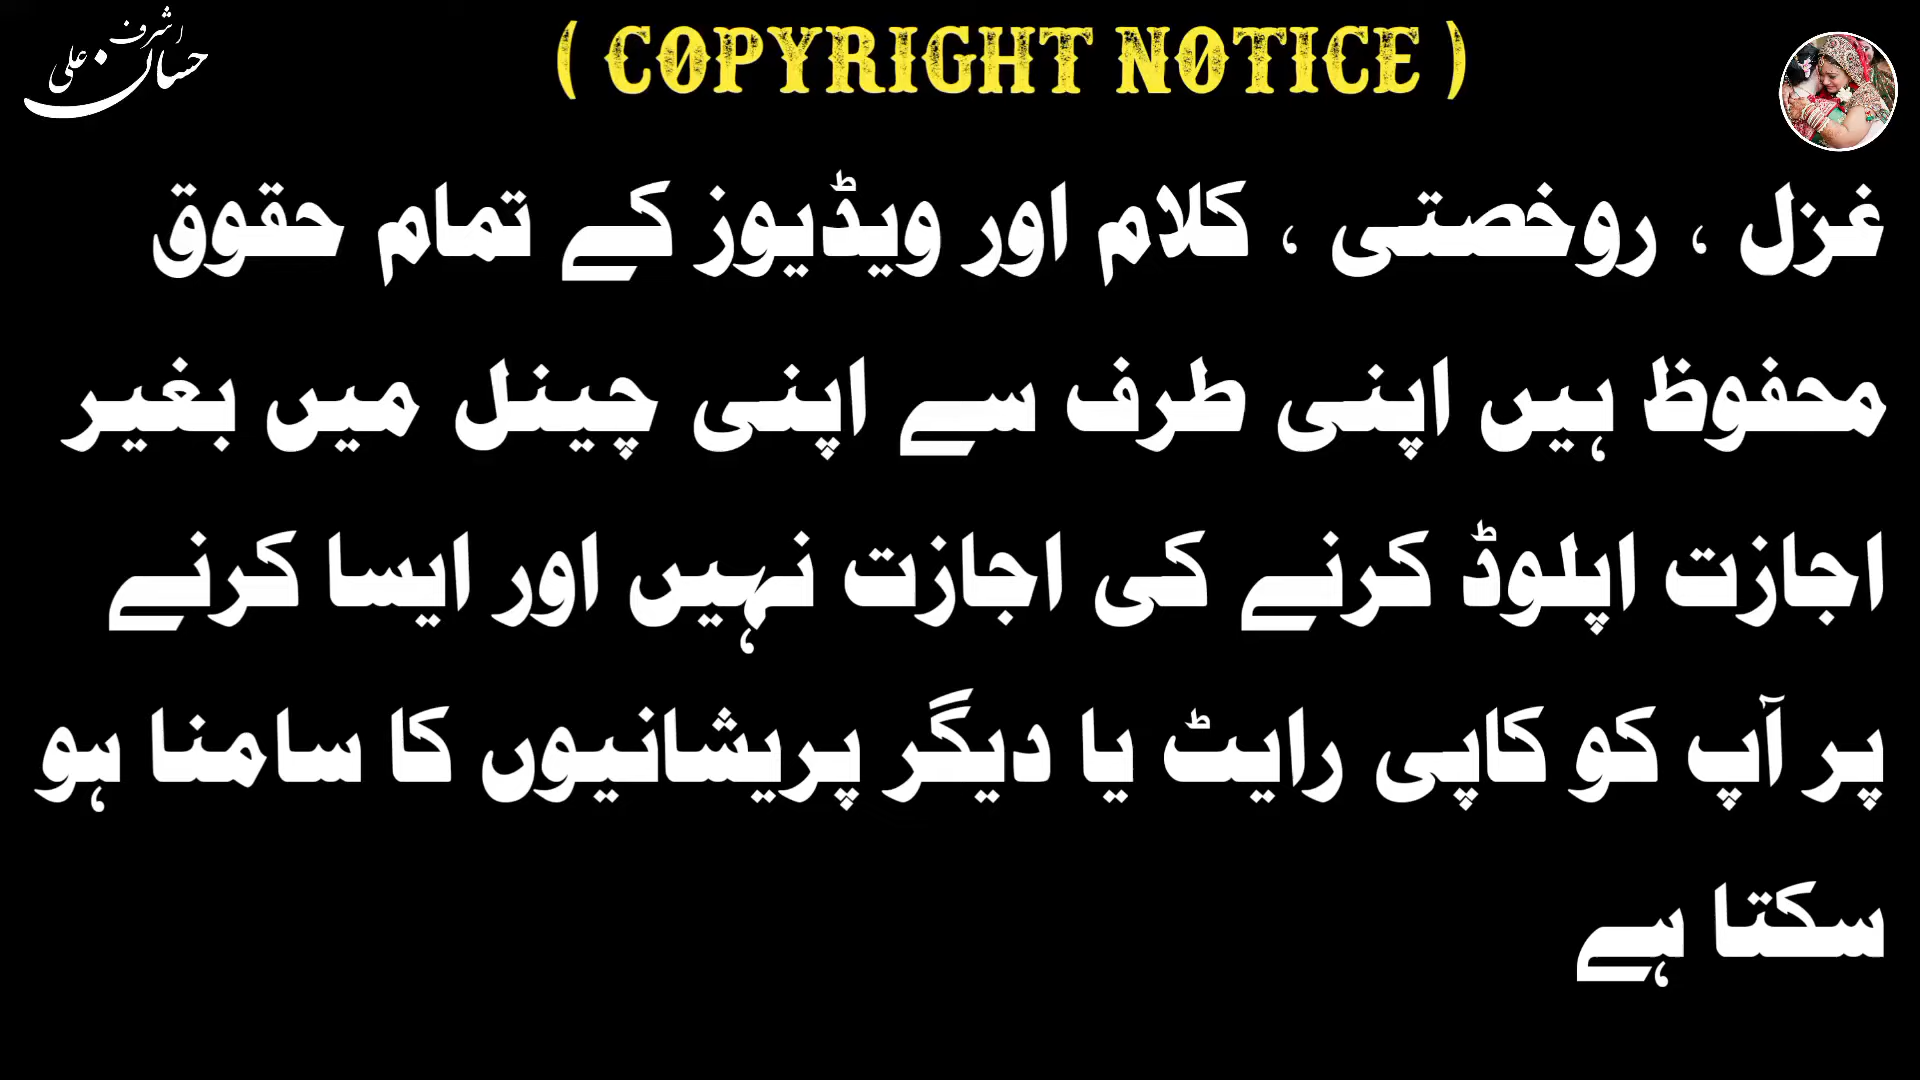 ( COPYRIGHT NOTICE )
حسان اشرف علی
غزل ، روخصتی ، کلام اور ویڈیوز کے تمام حقوق
محفوظ ہیں اپنی طرف سے اپنی چینل میں بغیر
اجازت اپلوڈ کرنے کی اجازت نہیں اور ایسا کرنے
پر آپ کو کاپی رایٹ یا دیگر پریشانیوں کا سامنا ہو
سکتا ہے